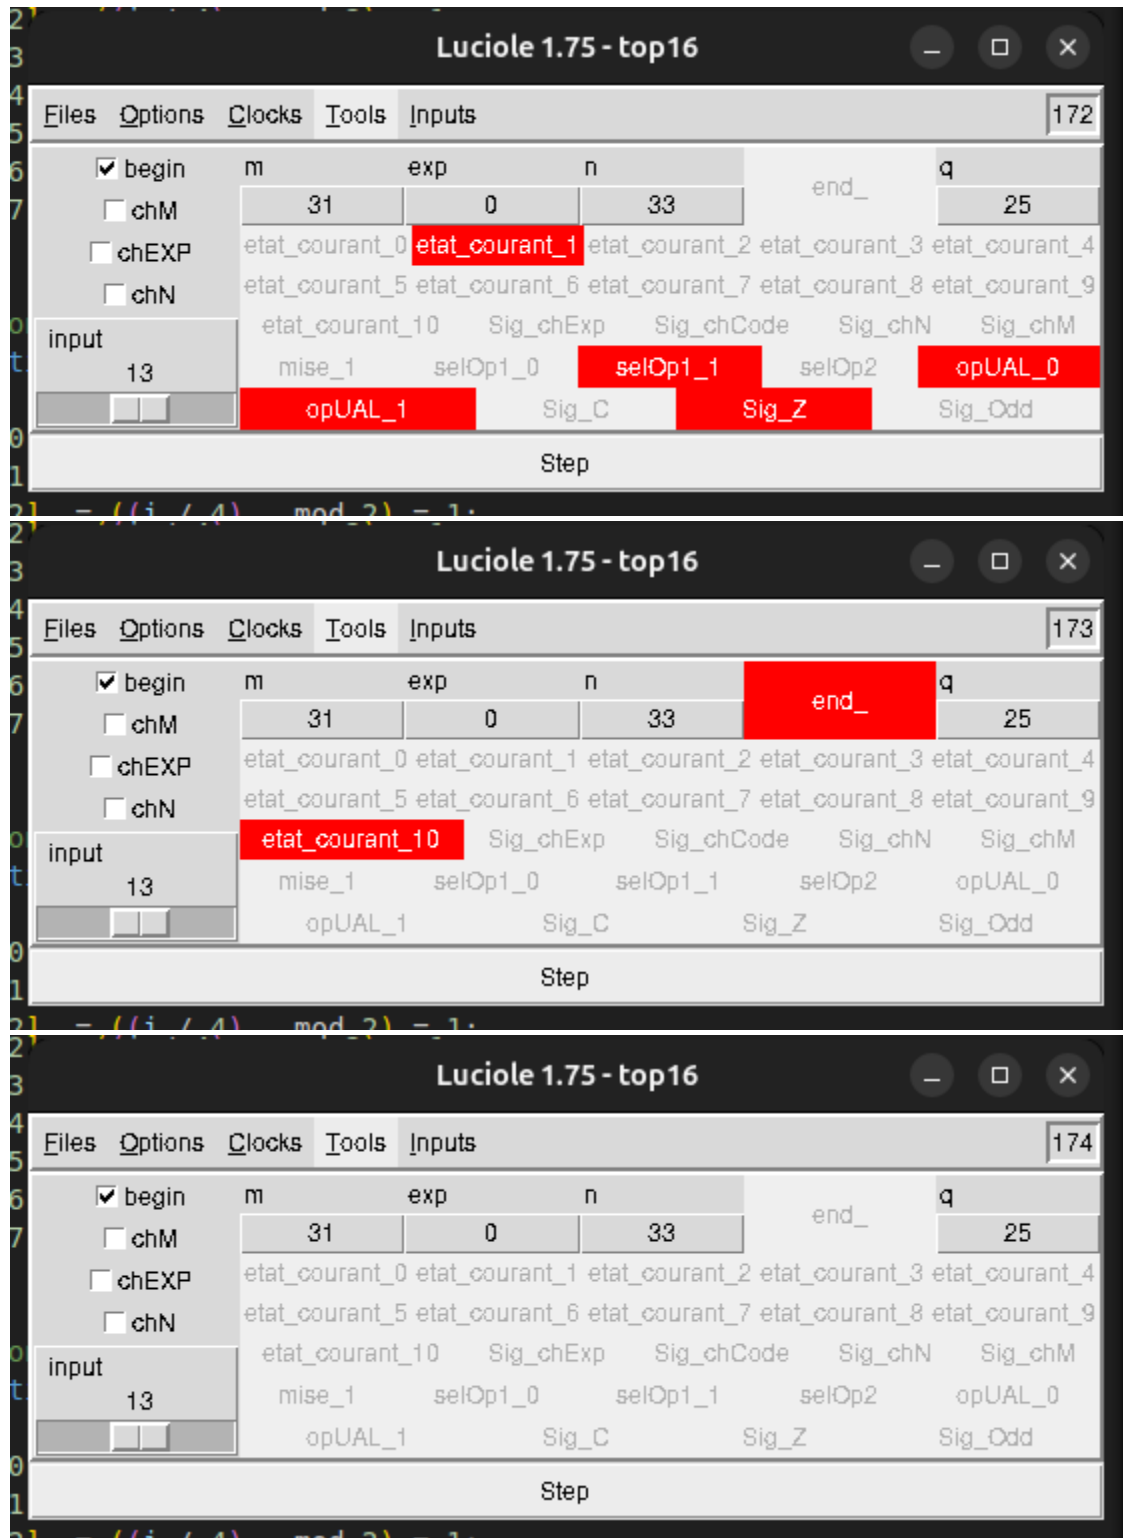 Luciole 1.75 - top16
Files Options Clocks Tools Inputs 172
begin m exp n end_ q
chM 31 0 33 25
chEXP etat_courant_0 etat_courant_1 etat_courant_2 etat_courant_3 etat_courant_4
chN etat_courant_5 etat_courant_6 etat_courant_7 etat_courant_8 etat_courant_9
input etat_courant_10 Sig_chExp Sig_chCode Sig_chN Sig_chM
13 mise_1 selOp1_0 selOp1_1 selOp2 opUAL_0
opUAL_1 Sig_C Sig_Z Sig_Odd
Step
Luciole 1.75 - top16
Files Options Clocks Tools Inputs 173
begin m exp n end_ q
chM 31 0 33 25
chEXP etat_courant_0 etat_courant_1 etat_courant_2 etat_courant_3 etat_courant_4
chN etat_courant_5 etat_courant_6 etat_courant_7 etat_courant_8 etat_courant_9
input etat_courant_10 Sig_chExp Sig_chCode Sig_chN Sig_chM
13 mise_1 selOp1_0 selOp1_1 selOp2 opUAL_0
opUAL_1 Sig_C Sig_Z Sig_Odd
Step
Luciole 1.75 - top16
Files Options Clocks Tools Inputs 174
begin m exp n end_ q
chM 31 0 33 25
chEXP etat_courant_0 etat_courant_1 etat_courant_2 etat_courant_3 etat_courant_4
chN etat_courant_5 etat_courant_6 etat_courant_7 etat_courant_8 etat_courant_9
input etat_courant_10 Sig_chExp Sig_chCode Sig_chN Sig_chM
13 mise_1 selOp1_0 selOp1_1 selOp2 opUAL_0
opUAL_1 Sig_C Sig_Z Sig_Odd
Step